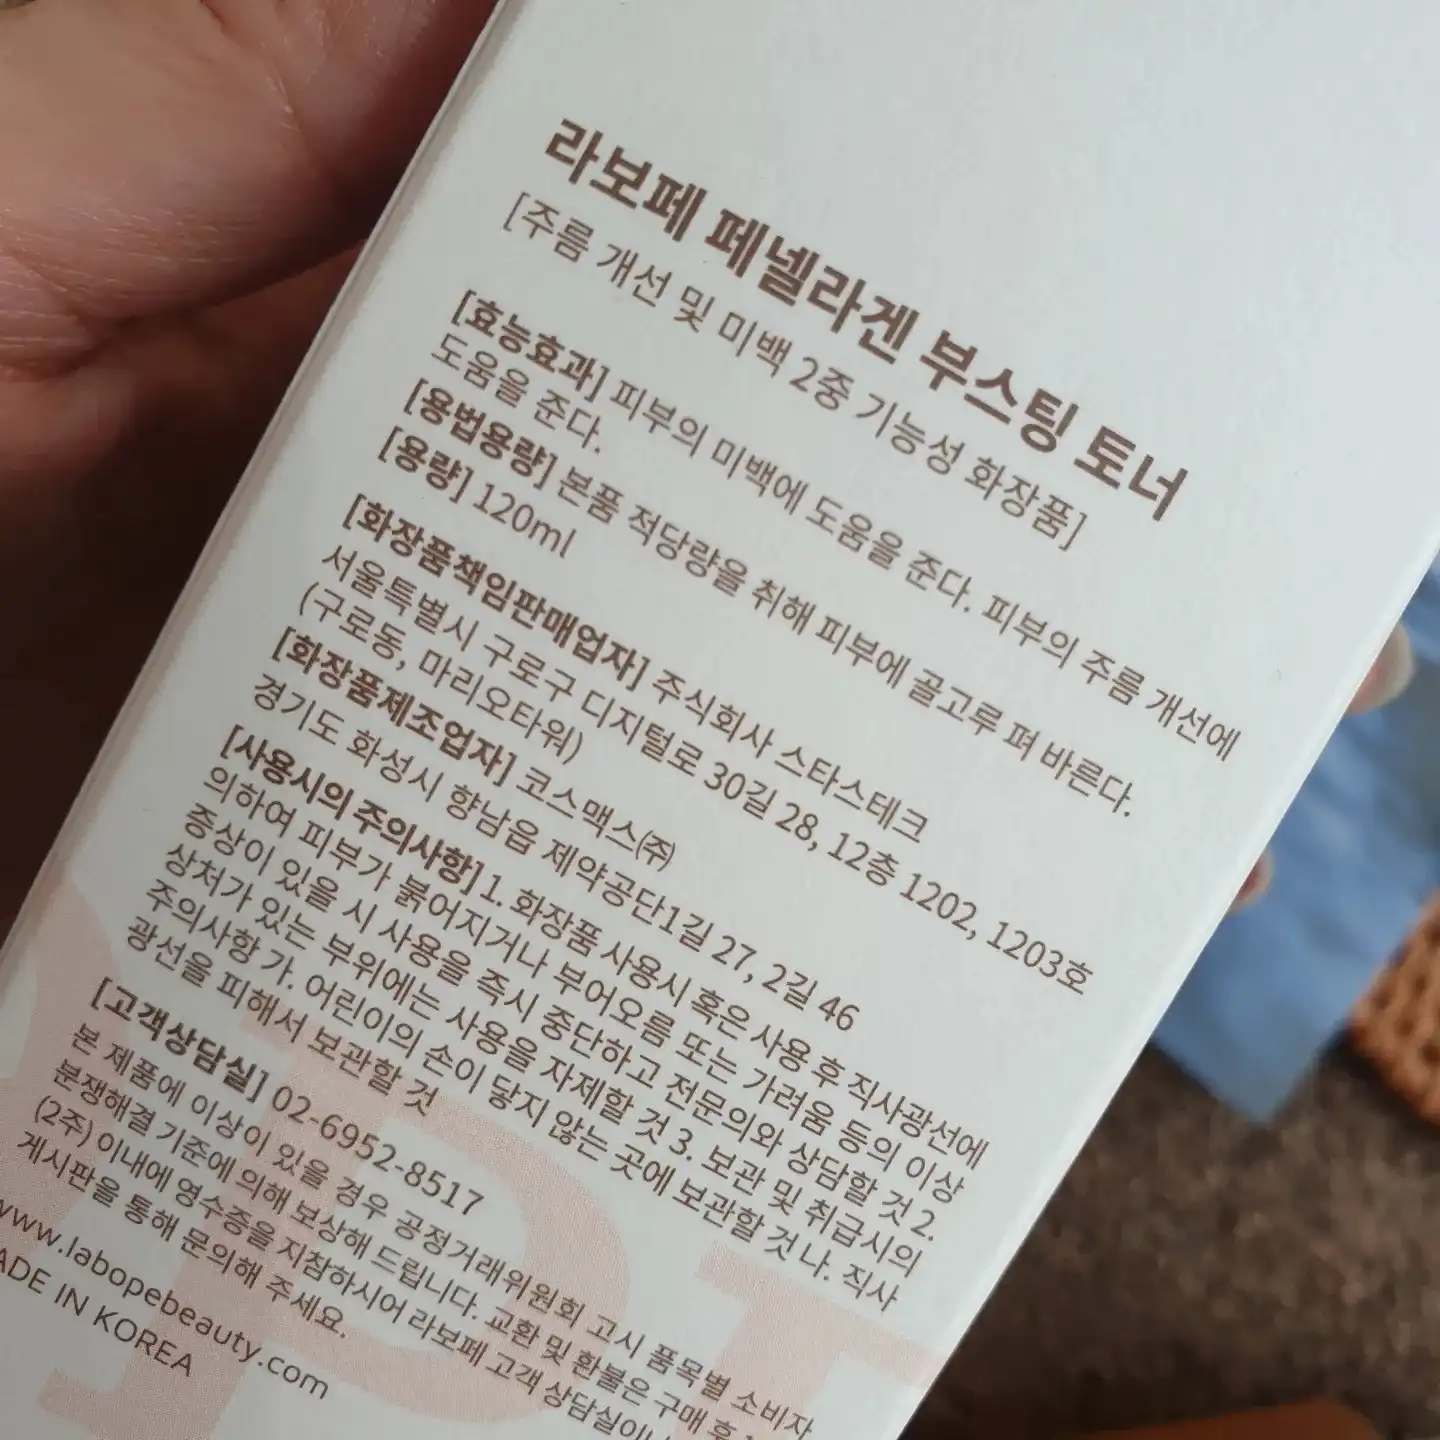 라보페 페넬라겐 부스팅 토너
[주름 개선 및 미백 2중 기능성 화장품]
[효능효과] 피부의 미백에 도움을 준다. 피부의 주름 개선에
도움을 준다.
[용법용량] 본품 적당량을 취해 피부에 골고루 펴 바른다.
[용량] 120ml
[화장품책임판매업자] 주식회사 스타스테크
서울특별시 구로구 디지털로 30길 28, 12층 1202, 1203호
(구로동, 마리오타워)
[화장품제조업자] 코스맥스㈜
경기도 화성시 향남읍 제약공단1길 27, 2길 46
[사용시의 주의사항] 1. 화장품 사용시 혹은 사용 후 직사광선에
의하여 피부가 붉어지거나 부어오름 또는 가려움 등의 이상
증상이 있을 시 사용을 즉시 중단하고 전문의와 상담할 것 2.
상처가 있는 부위에는 사용을 자제할 것 3. 보관 및 취급시의
주의사항 가. 어린이의 손이 닿지 않는 곳에 보관할 것 나. 직사
광선을 피해서 보관할 것
[고객상담실] 02-6952-8517
본 제품에 이상이 있을 경우 공정거래위원회 고시 품목별 소비자
분쟁해결 기준에 의해 보상해 드립니다. 교환 및 환불은 구매 후
(2주) 이내에 영수증을 지참하시어 라보페 고객 상담실이나
게시판을 통해 문의해 주세요.
www.labopebeauty.com
ADE IN KOREA